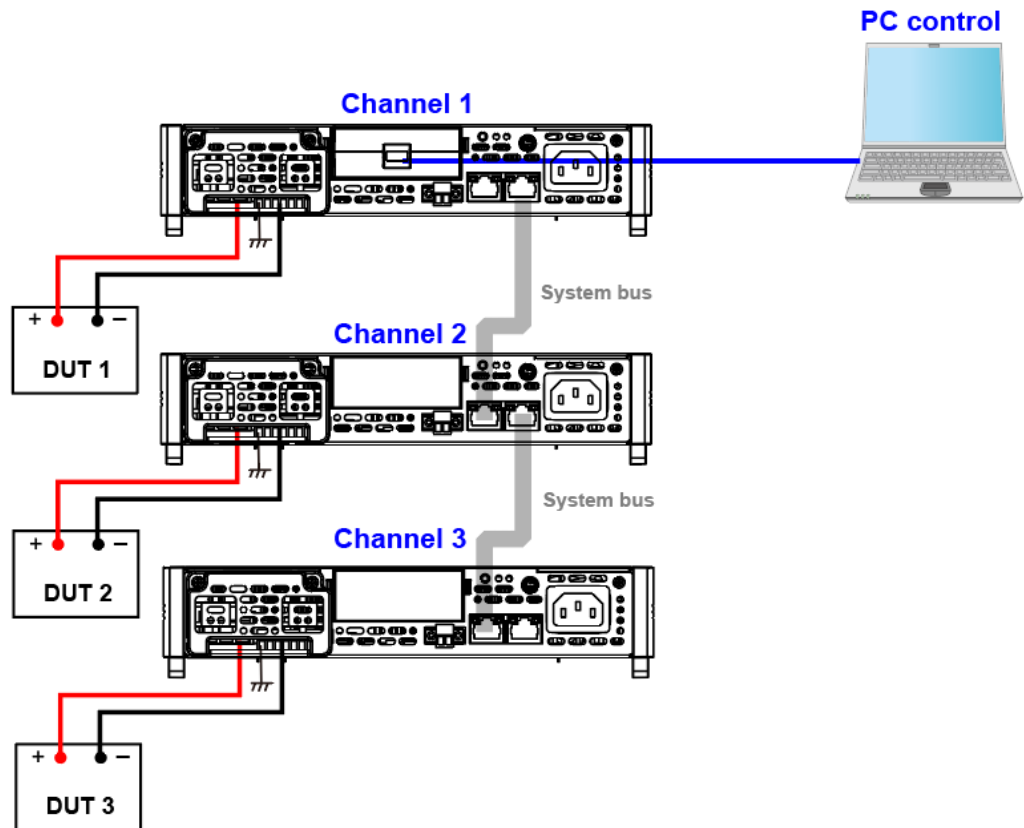 PC control
Channel 1
System bus
+ −
DUT 1
Channel 2
System bus
+ −
DUT 2
Channel 3
+ −
DUT 3